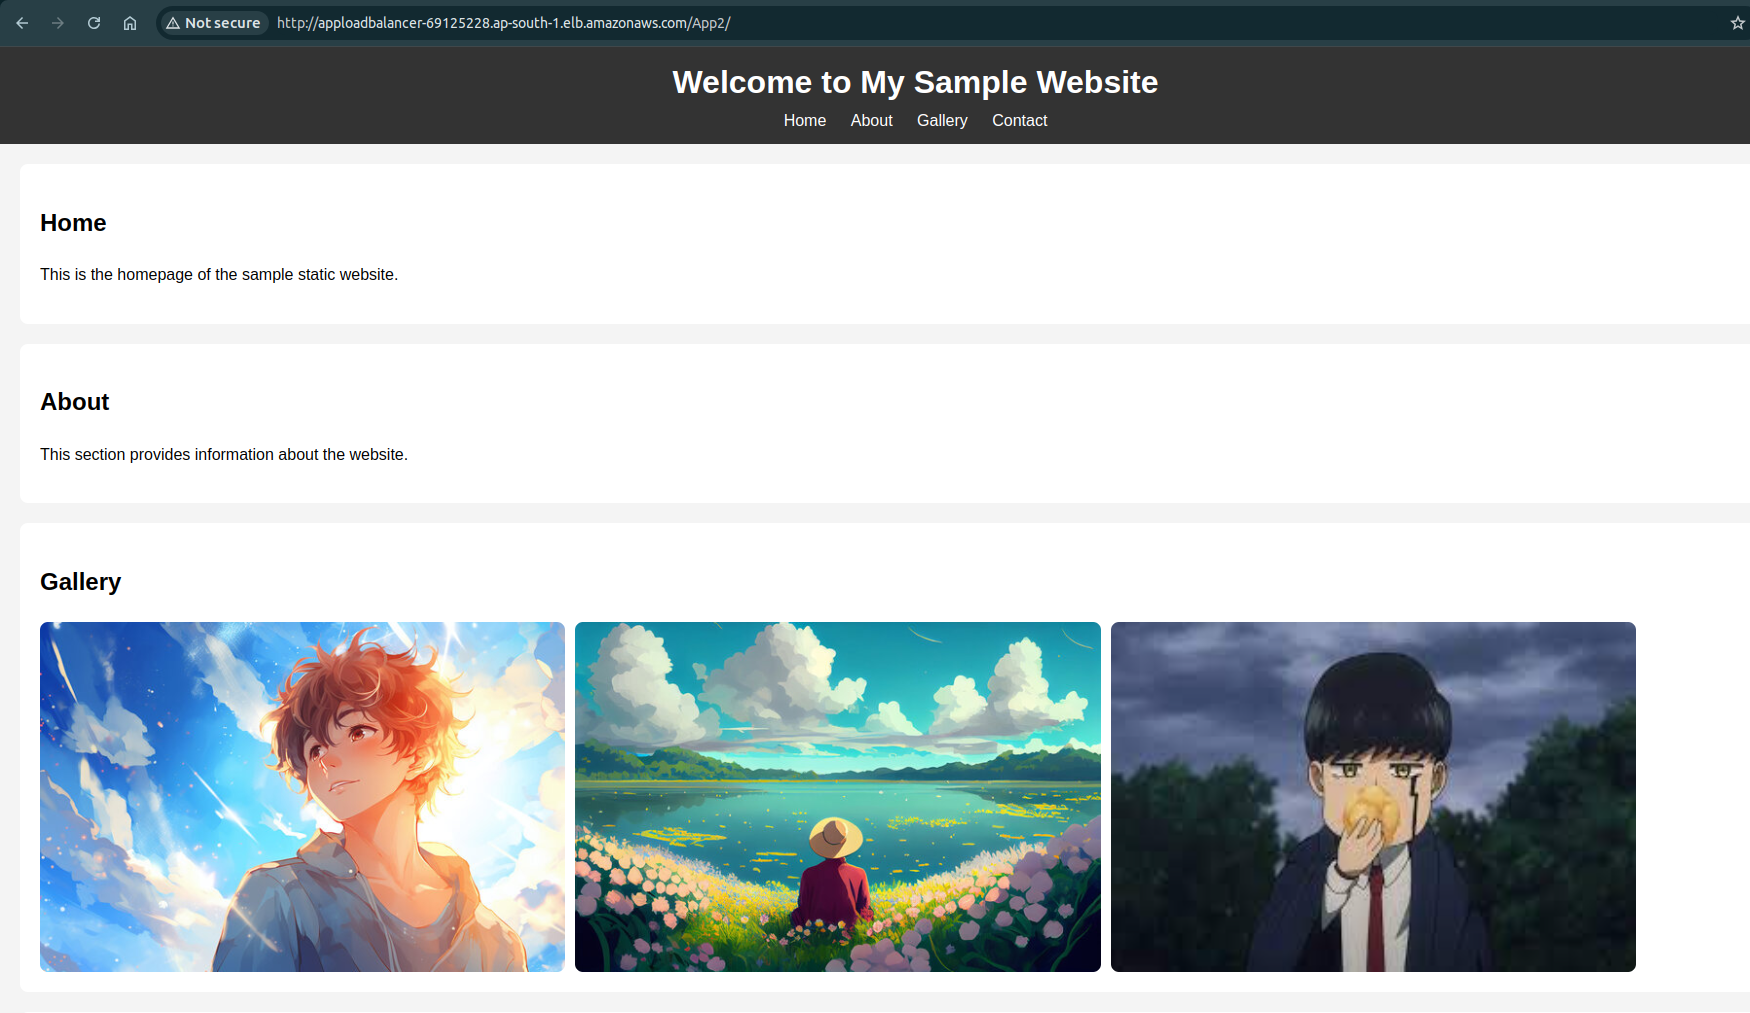 Not secure http://apploadbalancer-69125228.ap-south-1.elb.amazonaws.com/App2/
Welcome to My Sample Website
Home About Gallery Contact
Home
This is the homepage of the sample static website.
About
This section provides information about the website.
Gallery